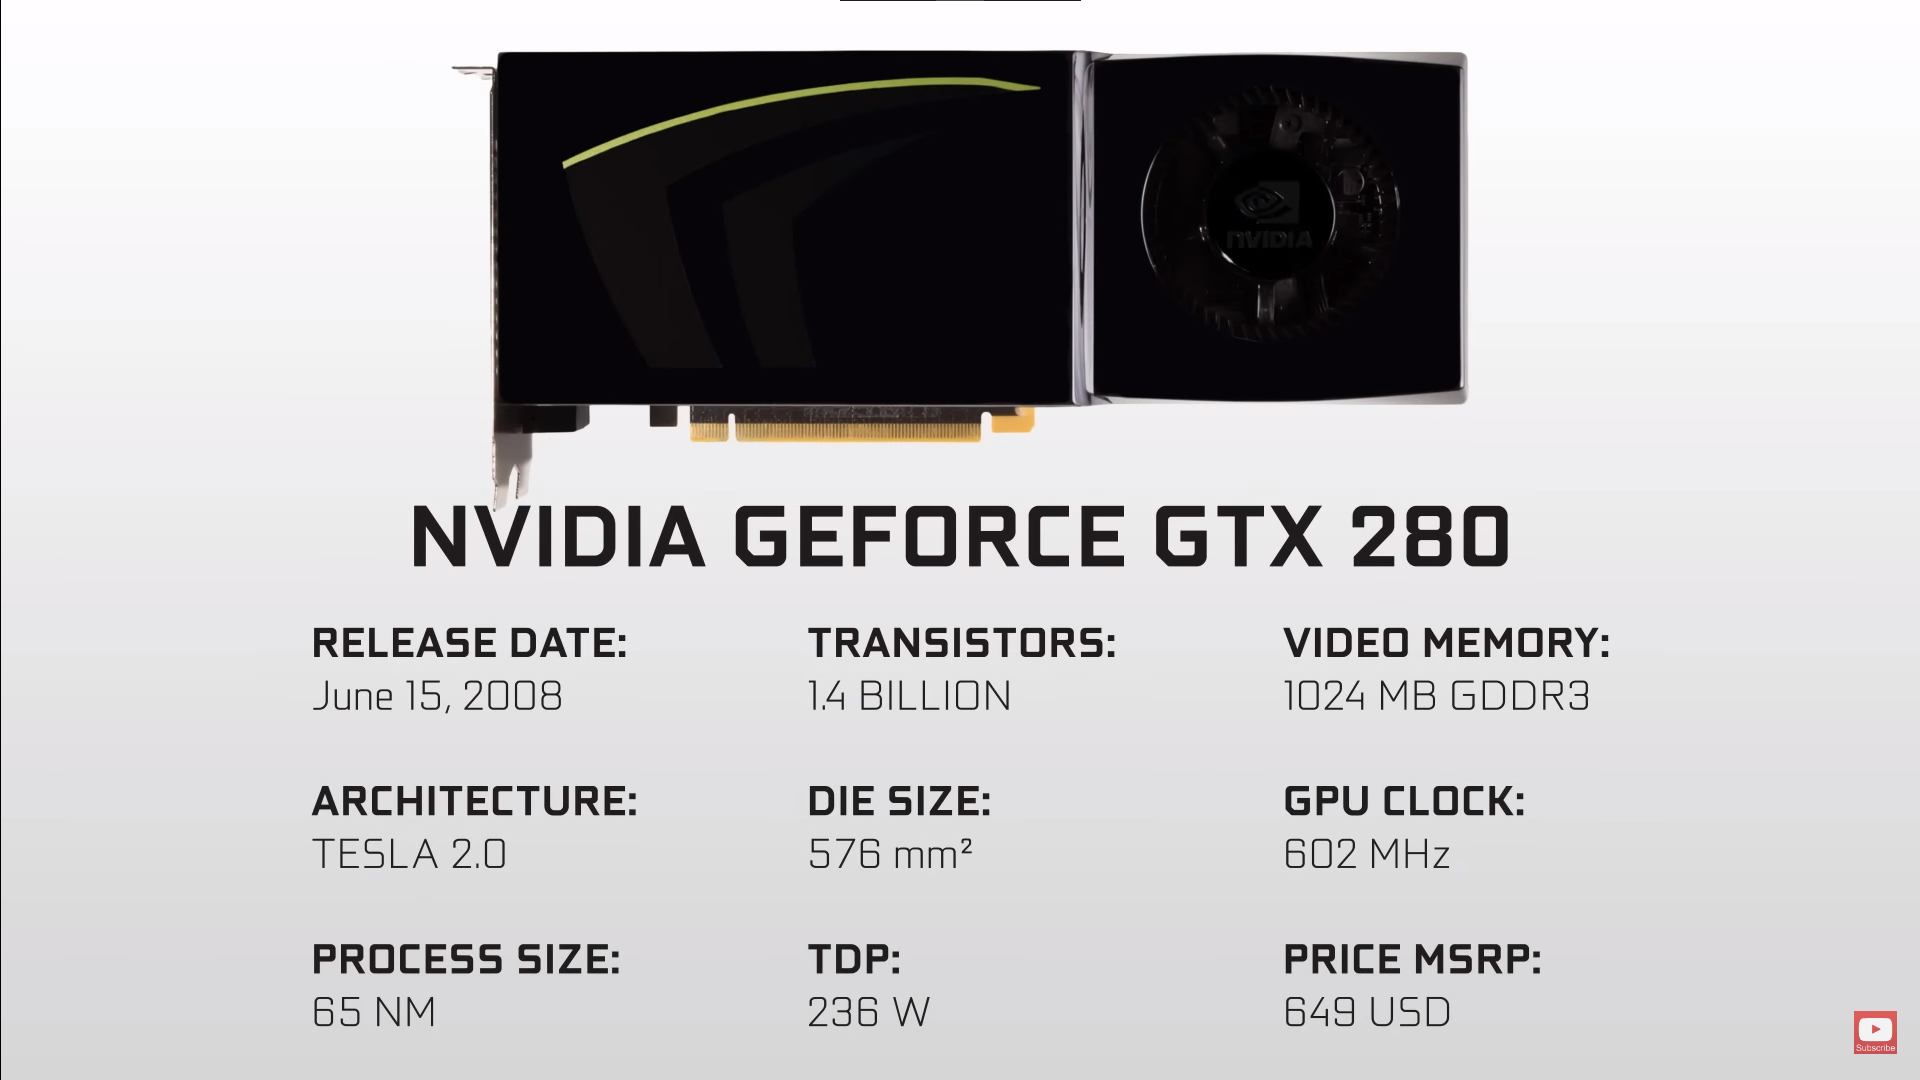 NVIDIA
NVIDIA GEFORCE GTX 280
RELEASE DATE:
June 15, 2008
TRANSISTORS:
1.4 BILLION
VIDEO MEMORY:
1024 MB GDDR3
ARCHITECTURE:
TESLA 2.0
DIE SIZE:
576 mm²
GPU CLOCK:
602 MHz
PROCESS SIZE:
65 NM
TDP:
236 W
PRICE MSRP:
649 USD
Subscribe